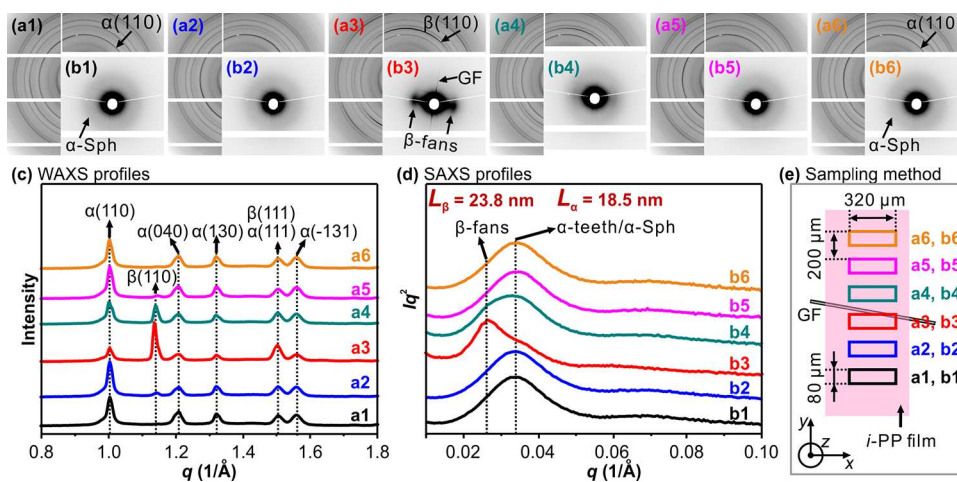 (a1) α(110) (a2) (a3) β(110) (a4) (a5) (a6) α(110)
(b1) (b2) (b3) GF (b4) (b5) (b6)
α-Sph β-fans α-Sph
(c) WAXS profiles
α(110)
α(040)
α(130)
β(111)
α(111)
α(-131)
β(110)
a6
a5
a4
a3
a2
a1
Intensity
0.8 1.0 1.2 1.4 1.6 1.8
q (1/Å)
(d) SAXS profiles
Lβ = 23.8 nm Lα = 18.5 nm
β-fans α-teeth/α-Sph
b6
b5
b4
b3
b2
b1
Iq²
0.02 0.04 0.06 0.08 0.10
q (1/Å)
(e) Sampling method
320 μm
200 μm
a6, b6
a5, b5
a4, b4
GF
a3, b3
a2, b2
80 μm
a1, b1
y
z
x
i-PP film